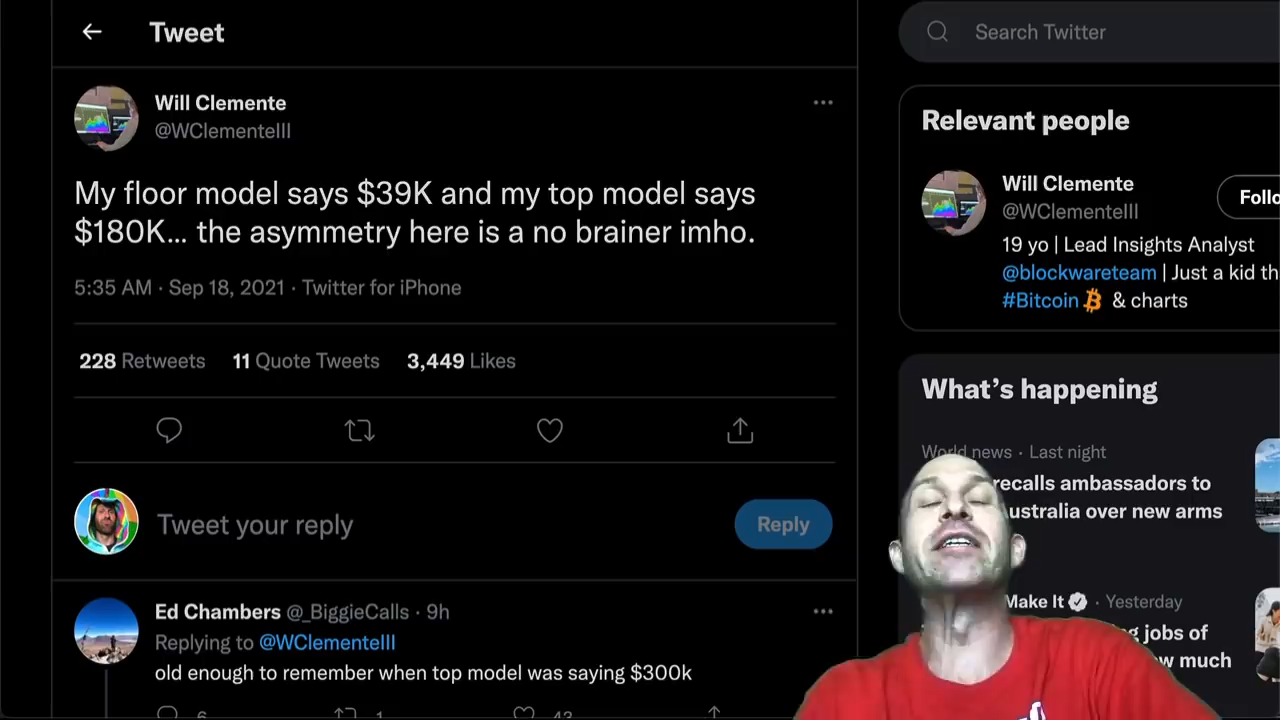 Tweet
Will Clemente
@WClementeIII
My floor model says $39K and my top model says
$180K... the asymmetry here is a no brainer imho.
5:35 AM · Sep 18, 2021 · Twitter for iPhone
228 Retweets 11 Quote Tweets 3,449 Likes
Tweet your reply
Reply
Ed Chambers @_BiggieCalls · 9h
Replying to @WClementeIII
old enough to remember when top model was saying $300k
Search Twitter
Relevant people
Will Clemente
@WClementeIII
Follo
19 yo | Lead Insights Analyst
@blockwareteam | Just a kid th
#Bitcoin & charts
What's happening
World news · Last night
recalls ambassadors to
ustralia over new arms
Make It · Yesterday
g jobs of
w much